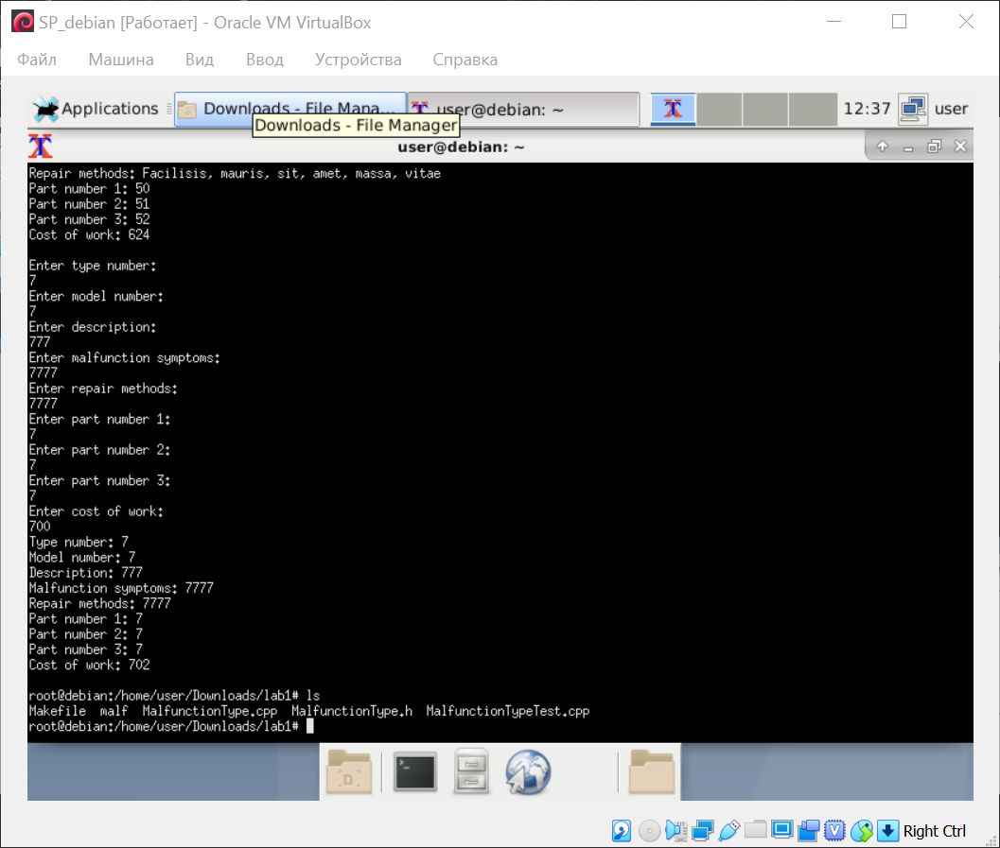 SP_debian [Работает] - Oracle VM VirtualBox
Файл Машина Вид Ввод Устройства Справка
Applications Downloads - File Mana... user@debian: ~ 12:37 user
Downloads - File Manager
user@debian: ~
Repair methods: Facilisis, mauris, sit, amet, massa, vitae
Part number 1: 50
Part number 2: 51
Part number 3: 52
Cost of work: 624
Enter type number:
7
Enter model number:
7
Enter description:
777
Enter malfunction symptoms:
7777
Enter repair methods:
7777
Enter part number 1:
7
Enter part number 2:
7
Enter part number 3:
7
Enter cost of work:
700
Type number: 7
Model number: 7
Description: 777
Malfunction symptoms: 7777
Repair methods: 7777
Part number 1: 7
Part number 2: 7
Part number 3: 7
Cost of work: 702
root@debian:/home/user/Downloads/lab1# ls
Makefile malf MalfunctionType.cpp MalfunctionType.h MalfunctionTypeTest.cpp
root@debian:/home/user/Downloads/lab1#
Right Ctrl